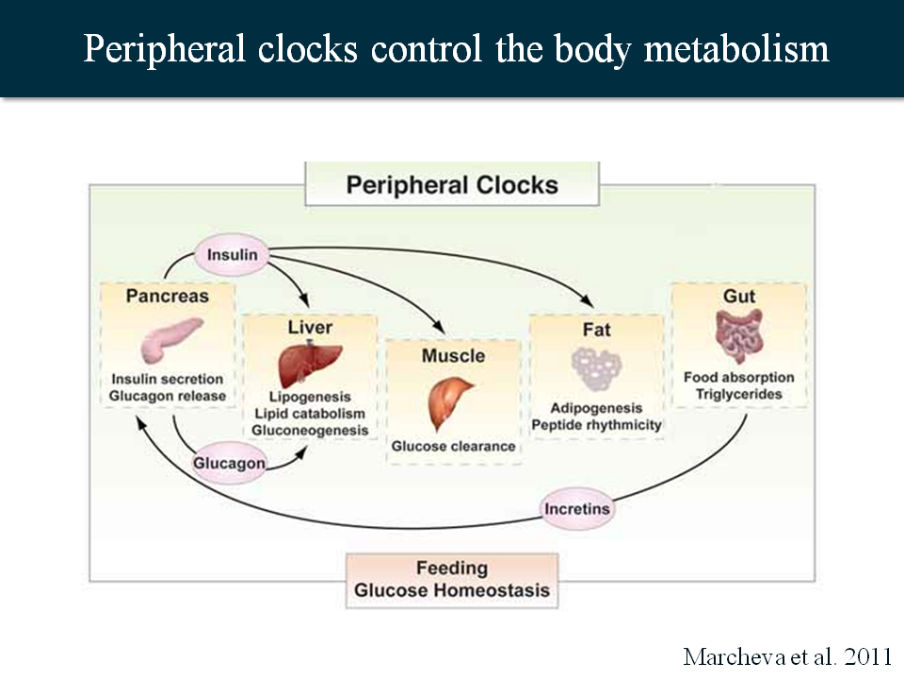 Peripheral clocks control the body metabolism
Peripheral Clocks
Insulin
Pancreas
Insulin secretion
Glucagon release
Liver
Lipogenesis
Lipid catabolism
Gluconeogenesis
Muscle
Glucose clearance
Fat
Adipogenesis
Peptide rhythmicity
Gut
Food absorption
Triglycerides
Glucagon
Incretins
Feeding
Glucose Homeostasis
Marcheva et al. 2011